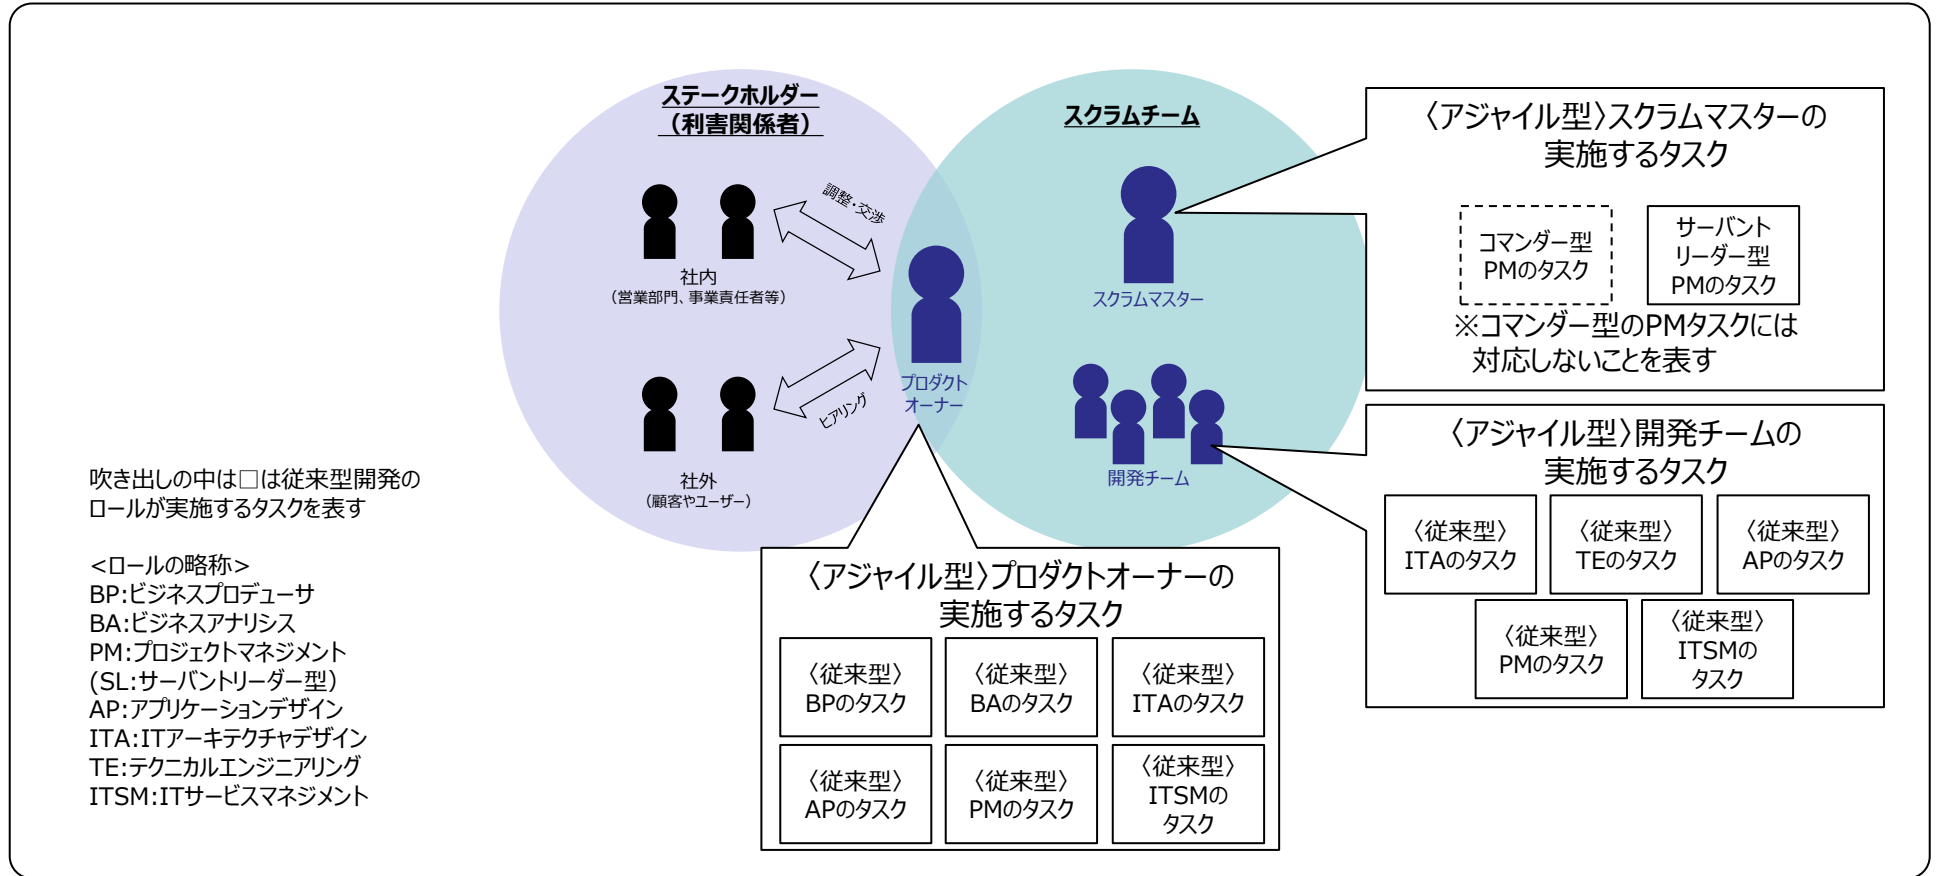 ステークホルダー
（利害関係者）
調整・交渉
社内
（営業部門、事業責任者等）
ヒアリング
社外
（顧客やユーザー）
プロダクト
オーナー
スクラムチーム
スクラムマスター
開発チーム
〈アジャイル型〉スクラムマスターの
実施するタスク
コマンダー型
PMのタスク
サーバント
リーダー型
PMのタスク
※コマンダー型のPMタスクには
対応しないことを表す
〈アジャイル型〉開発チームの
実施するタスク
〈従来型〉
ITAのタスク
〈従来型〉
TEのタスク
〈従来型〉
APのタスク
〈従来型〉
PMのタスク
〈従来型〉
ITSMの
タスク
〈アジャイル型〉プロダクトオーナーの
実施するタスク
〈従来型〉
BPのタスク
〈従来型〉
BAのタスク
〈従来型〉
ITAのタスク
〈従来型〉
APのタスク
〈従来型〉
PMのタスク
〈従来型〉
ITSMの
タスク
吹き出しの中は□は従来型開発の
ロールが実施するタスクを表す
<ロールの略称>
BP:ビジネスプロデューサ
BA:ビジネスアナリシス
PM:プロジェクトマネジメント
(SL:サーバントリーダー型）
AP:アプリケーションデザイン
ITA:ITアーキテクチャデザイン
TE:テクニカルエンジニアリング
ITSM:ITサービスマネジメント